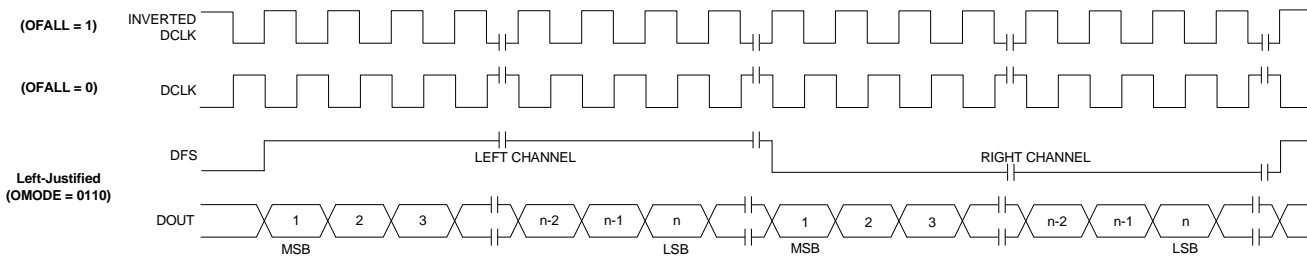 (OFALL = 1)
INVERTED
DCLK
(OFALL = 0)
DCLK
DFS
LEFT CHANNEL
RIGHT CHANNEL
Left-Justified
(OMODE = 0110)
DOUT
1 2 3 n-2 n-1 n 1 2 3 n-2 n-1 n
MSB LSB MSB LSB